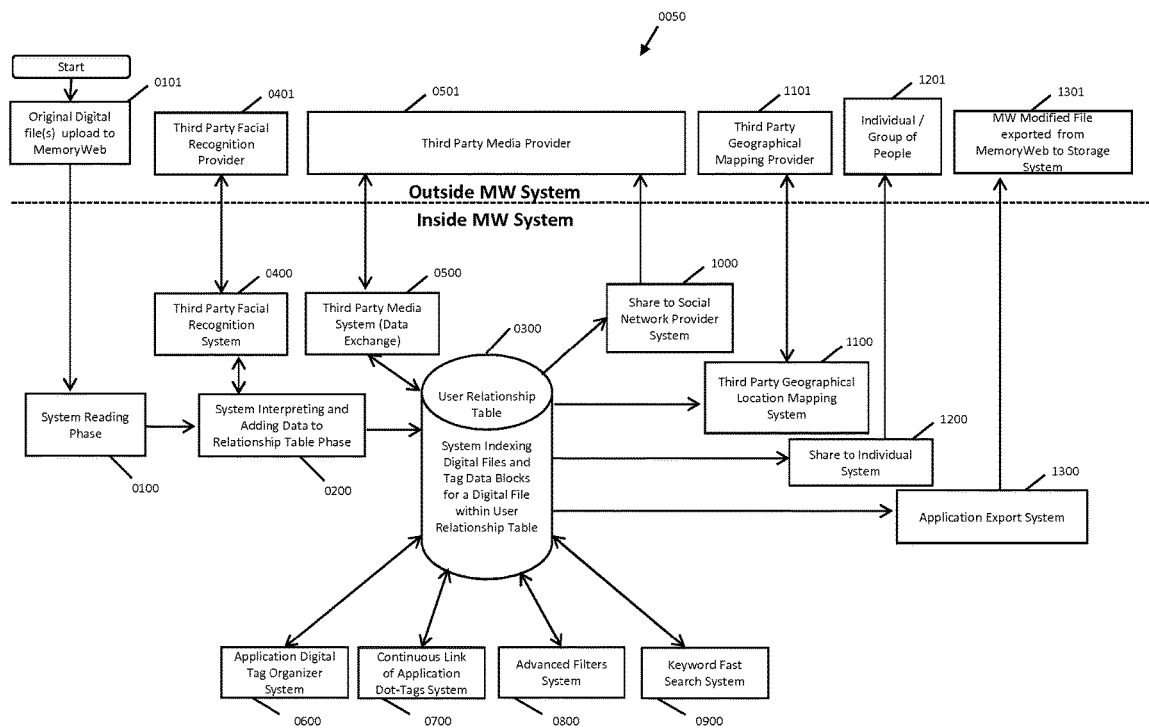 0050
Start
0101
Original Digital
file(s) upload to
MemoryWeb
0401
Third Party Facial
Recognition
Provider
0501
Third Party Media Provider
1101
Third Party
Geographical
Mapping Provider
1201
Individual /
Group of
People
1301
MW Modified File
exported from
MemoryWeb to Storage
System
Outside MW System
Inside MW System
0400
Third Party Facial
Recognition
System
0500
Third Party Media
System (Data
Exchange)
1000
Share to Social
Network Provider
System
0300
User Relationship
Table
System Indexing
Digital Files and
Tag Data Blocks
for a Digital File
within User
Relationship Table
1100
Third Party Geographical
Location Mapping
System
System Reading
Phase
0100
System Interpreting and
Adding Data to
Relationship Table Phase
0200
1200
Share to Individual
System
1300
Application Export System
Application Digital
Tag Organizer
System
0600
Continuous Link
of Application
Dot-Tags System
0700
Advanced Filters
System
0800
Keyword Fast
Search System
0900